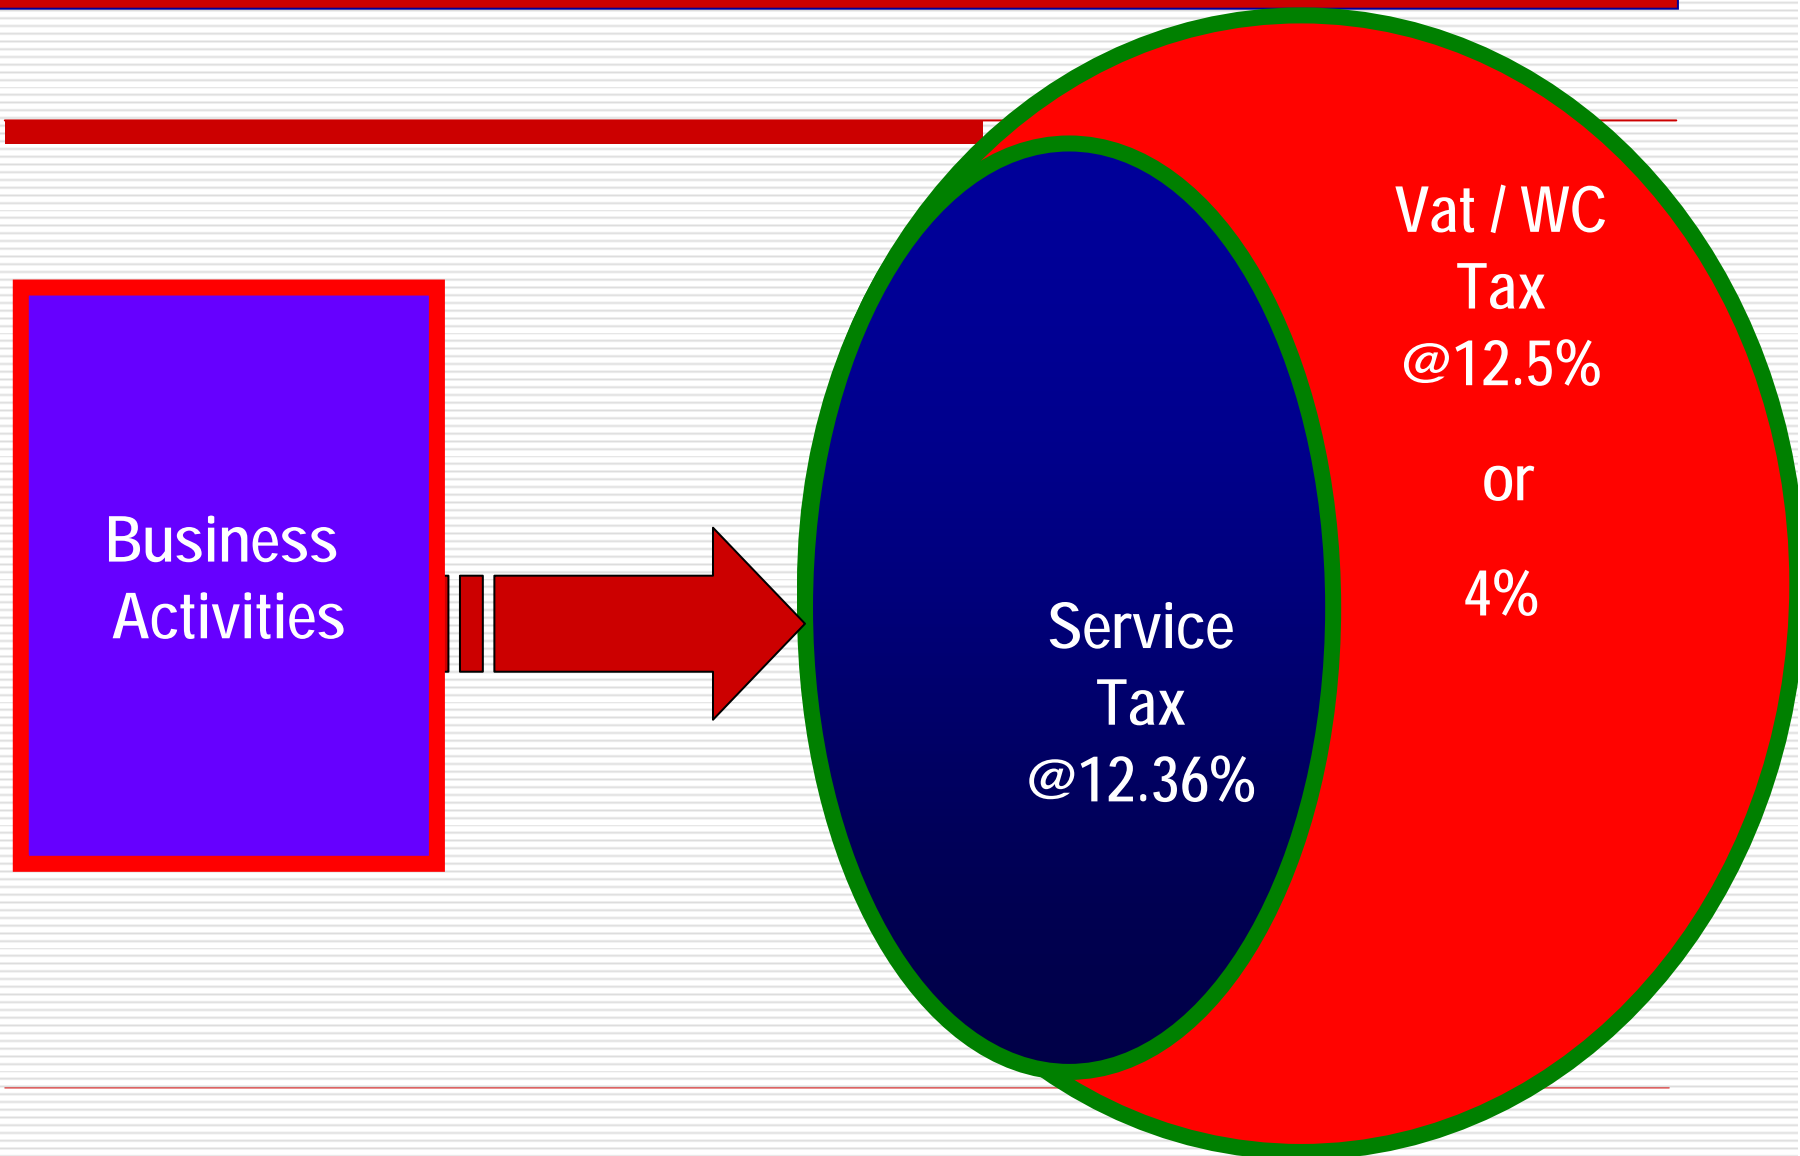 Business
Activities
Service
Tax
@12.36%
Vat / WC
Tax
@12.5%
or
4%